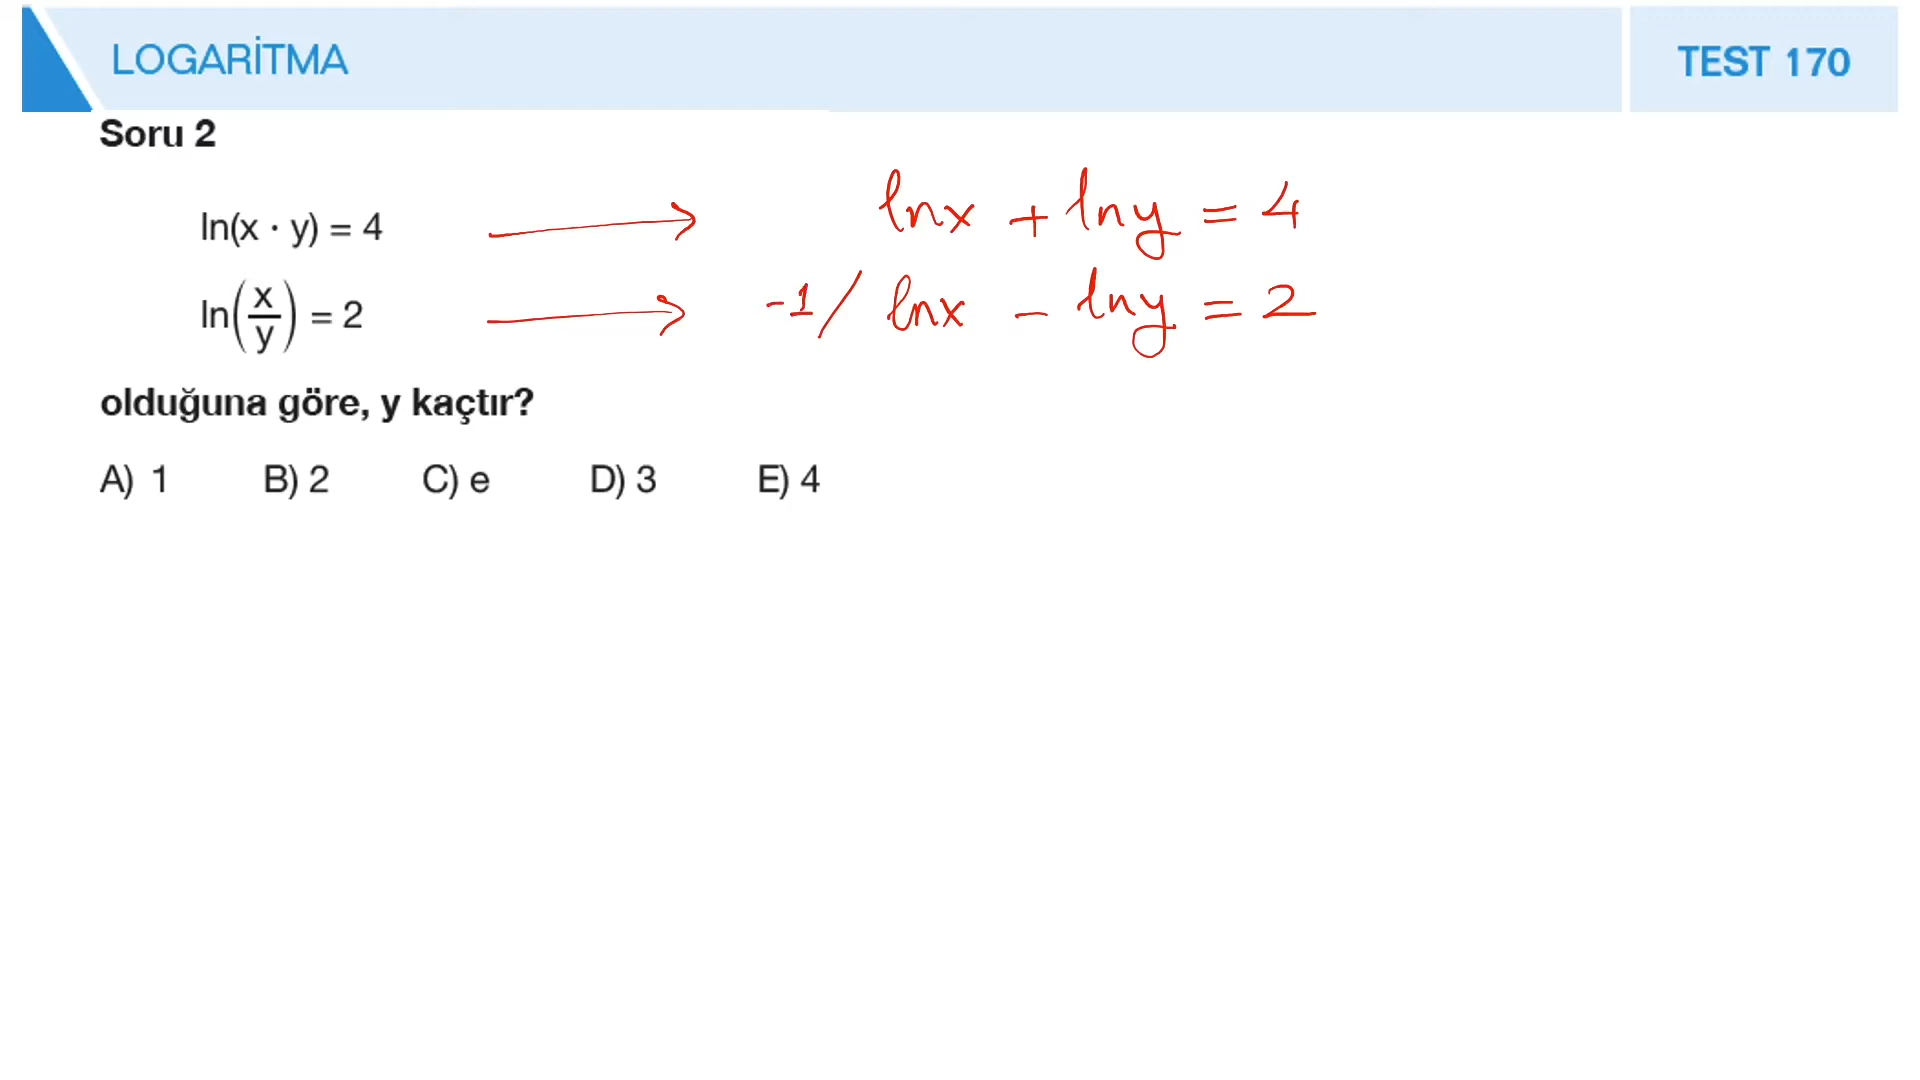 LOGARİTMA TEST 170
Soru 2
ln(x · y) = 4 → lnx + lny = 4
ln(x/y) = 2 → -1/ lnx - lny = 2
olduğuna göre, y kaçtır?
A) 1 B) 2 C) e D) 3 E) 4